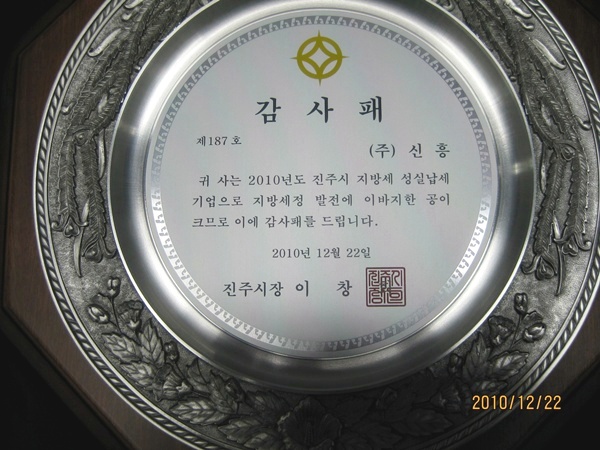 감 사 패
제187호
(주) 신 흥
귀 사는 2010년도 진주시 지방세 성실납세
기업으로 지방세정 발전에 이바지한 공이
크므로 이에 감사패를 드립니다.
2010년 12월 22일
진주시장 이 창
2010/12/22